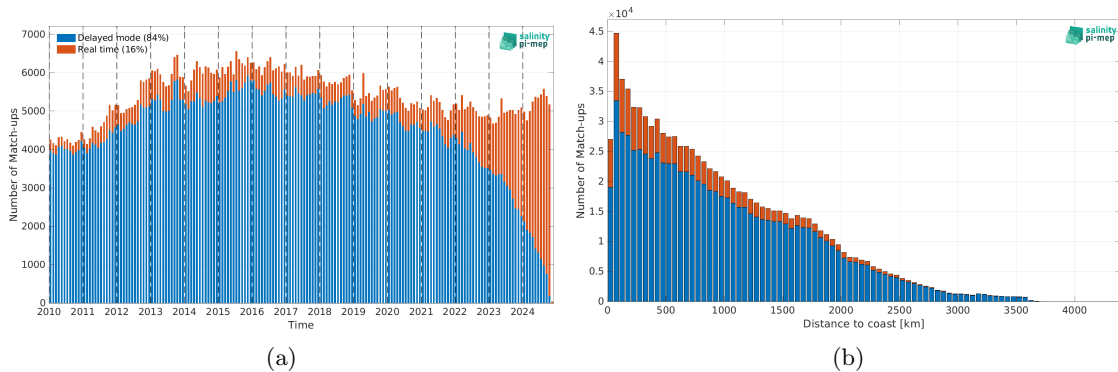 7000
6000
5000
4000
3000
2000
1000
0
Number of Match-ups
Delayed mode (84%)
Real time (16%)
salinity
pi-mep
2010 2011 2012 2013 2014 2015 2016 2017 2018 2019 2020 2021 2022 2023 2024
Time
(a)
×10⁴
4.5
4
3.5
3
2.5
2
1.5
1
0.5
0
Number of Match-ups
salinity
pi-mep
0 500 1000 1500 2000 2500 3000 3500 4000
Distance to coast [km]
(b)